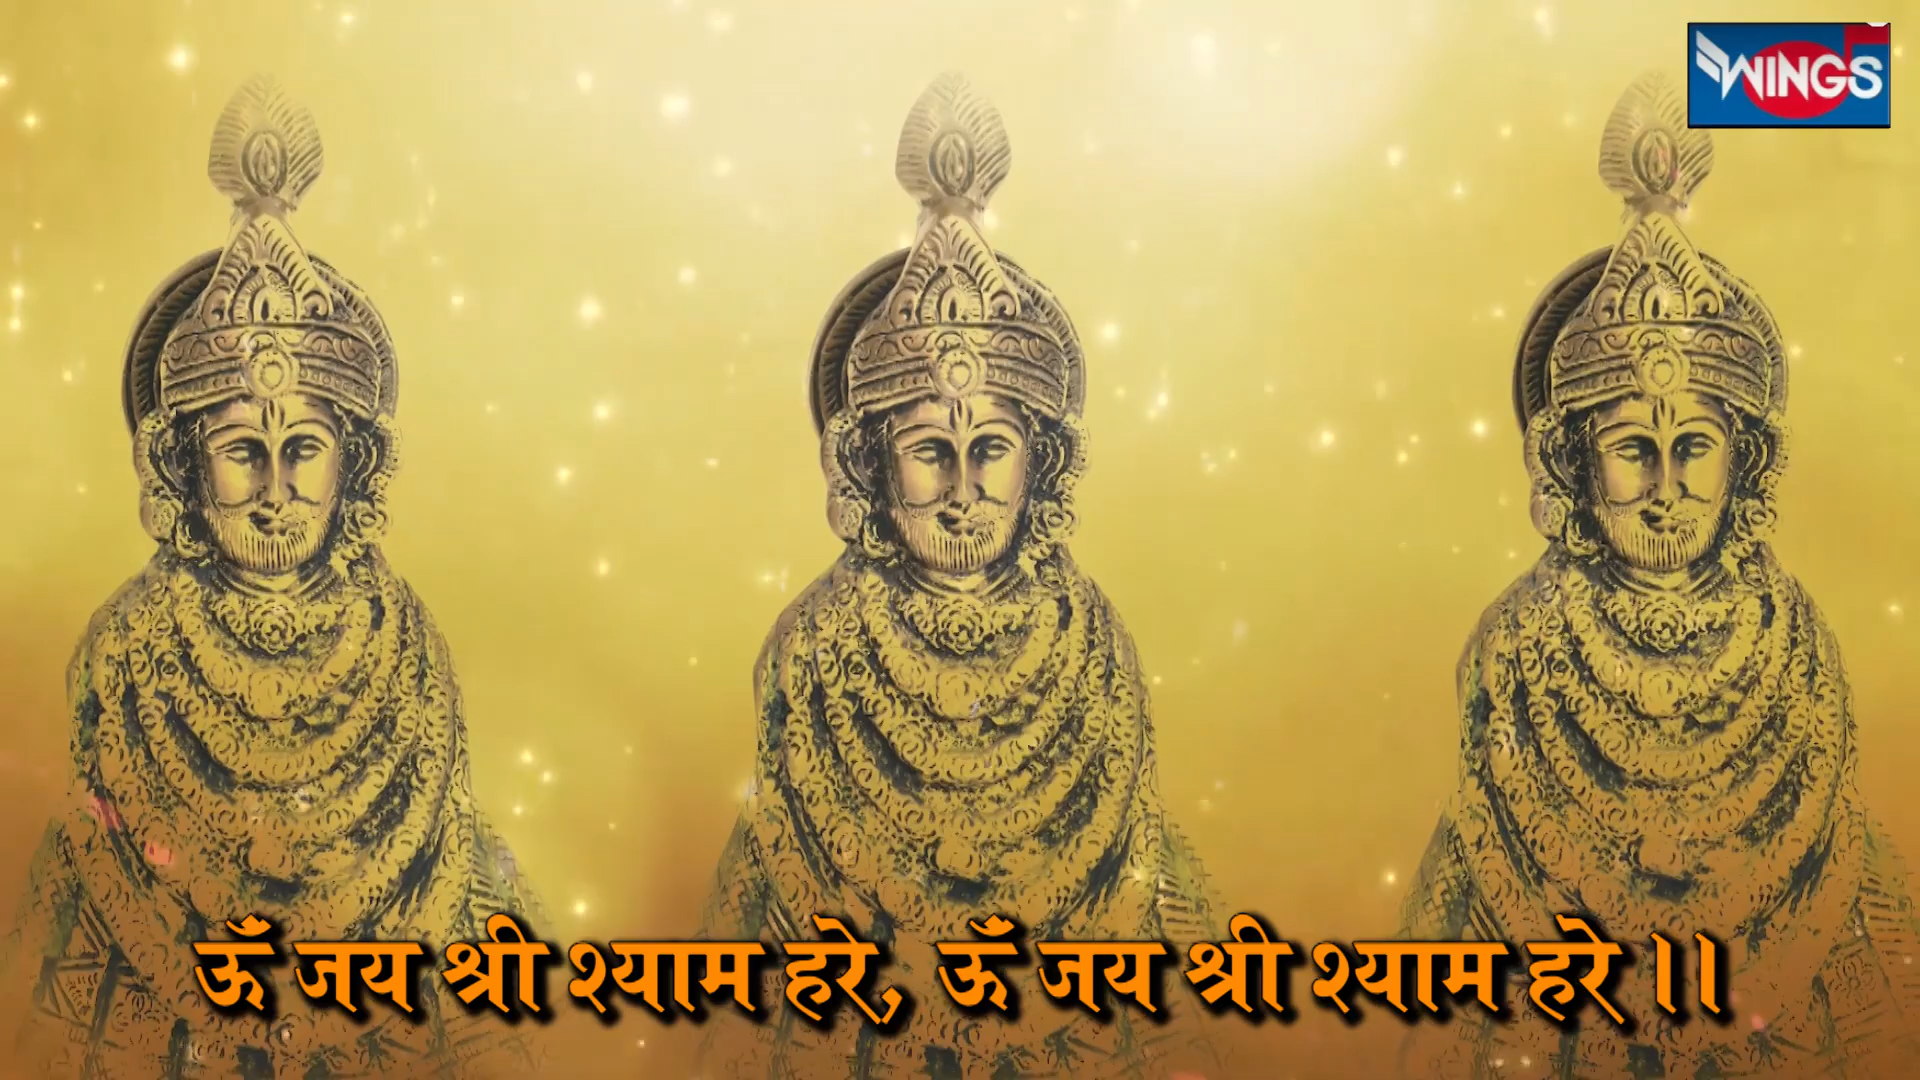 WINGS
ऊँ जय श्री श्याम हरे, ऊँ जय श्री श्याम हरे ।।